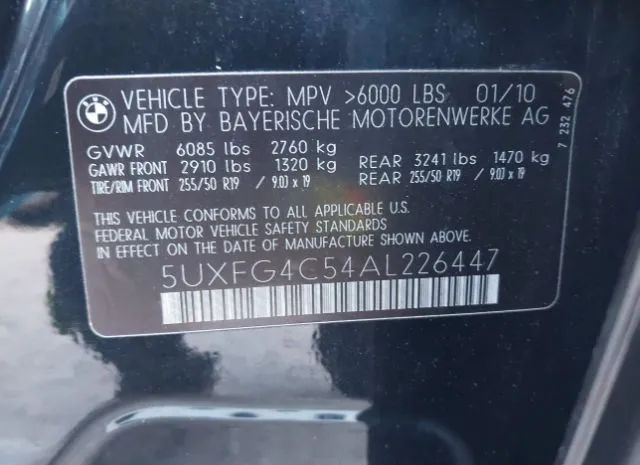 BMW
VEHICLE TYPE: MPV >6000 LBS 01/10
MFD BY BAYERISCHE MOTORENWERKE AG
GVWR 6085 lbs 2760 kg
GAWR FRONT 2910 lbs 1320 kg REAR 3241 lbs 1470 kg
TIRE/RIM FRONT 255/50 R19 / 9.0J x 19 REAR 255/50 R19 / 9.0J x 19
THIS VEHICLE CONFORMS TO ALL APPLICABLE U.S.
FEDERAL MOTOR VEHICLE SAFETY STANDARDS
IN EFFECT ON THE DATE OF MANUFACTURE SHOWN ABOVE.
5UXFG4C54AL226447
7 232 476